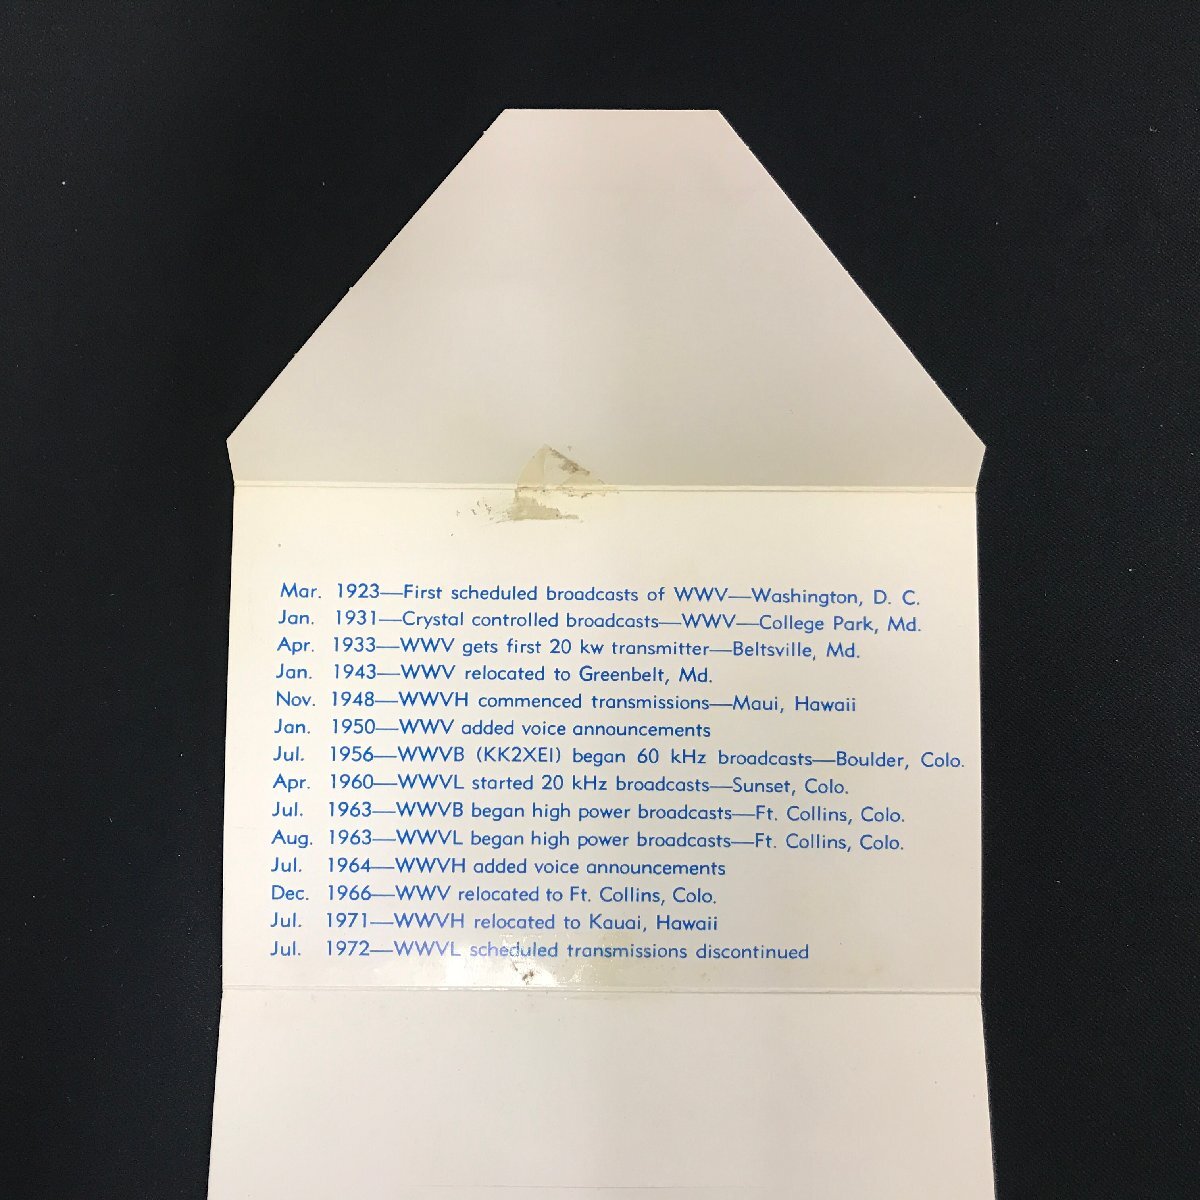 Mar. 1923—First scheduled broadcasts of WWV—Washington, D. C.
Jan. 1931—Crystal controlled broadcasts—WWV—College Park, Md.
Apr. 1933—WWV gets first 20 kw transmitter—Beltsville, Md.
Jan. 1943—WWV relocated to Greenbelt, Md.
Nov. 1948—WWVH commenced transmissions—Maui, Hawaii
Jan. 1950—WWV added voice announcements
Jul. 1956—WWVB (KK2XEI) began 60 kHz broadcasts—Boulder, Colo.
Apr. 1960—WWVL started 20 kHz broadcasts—Sunset, Colo.
Jul. 1963—WWVB began high power broadcasts—Ft. Collins, Colo.
Aug. 1963—WWVL began high power broadcasts—Ft. Collins, Colo.
Jul. 1964—WWVH added voice announcements
Dec. 1966—WWV relocated to Ft. Collins, Colo.
Jul. 1971—WWVH relocated to Kauai, Hawaii
Jul. 1972—WWVL scheduled transmissions discontinued